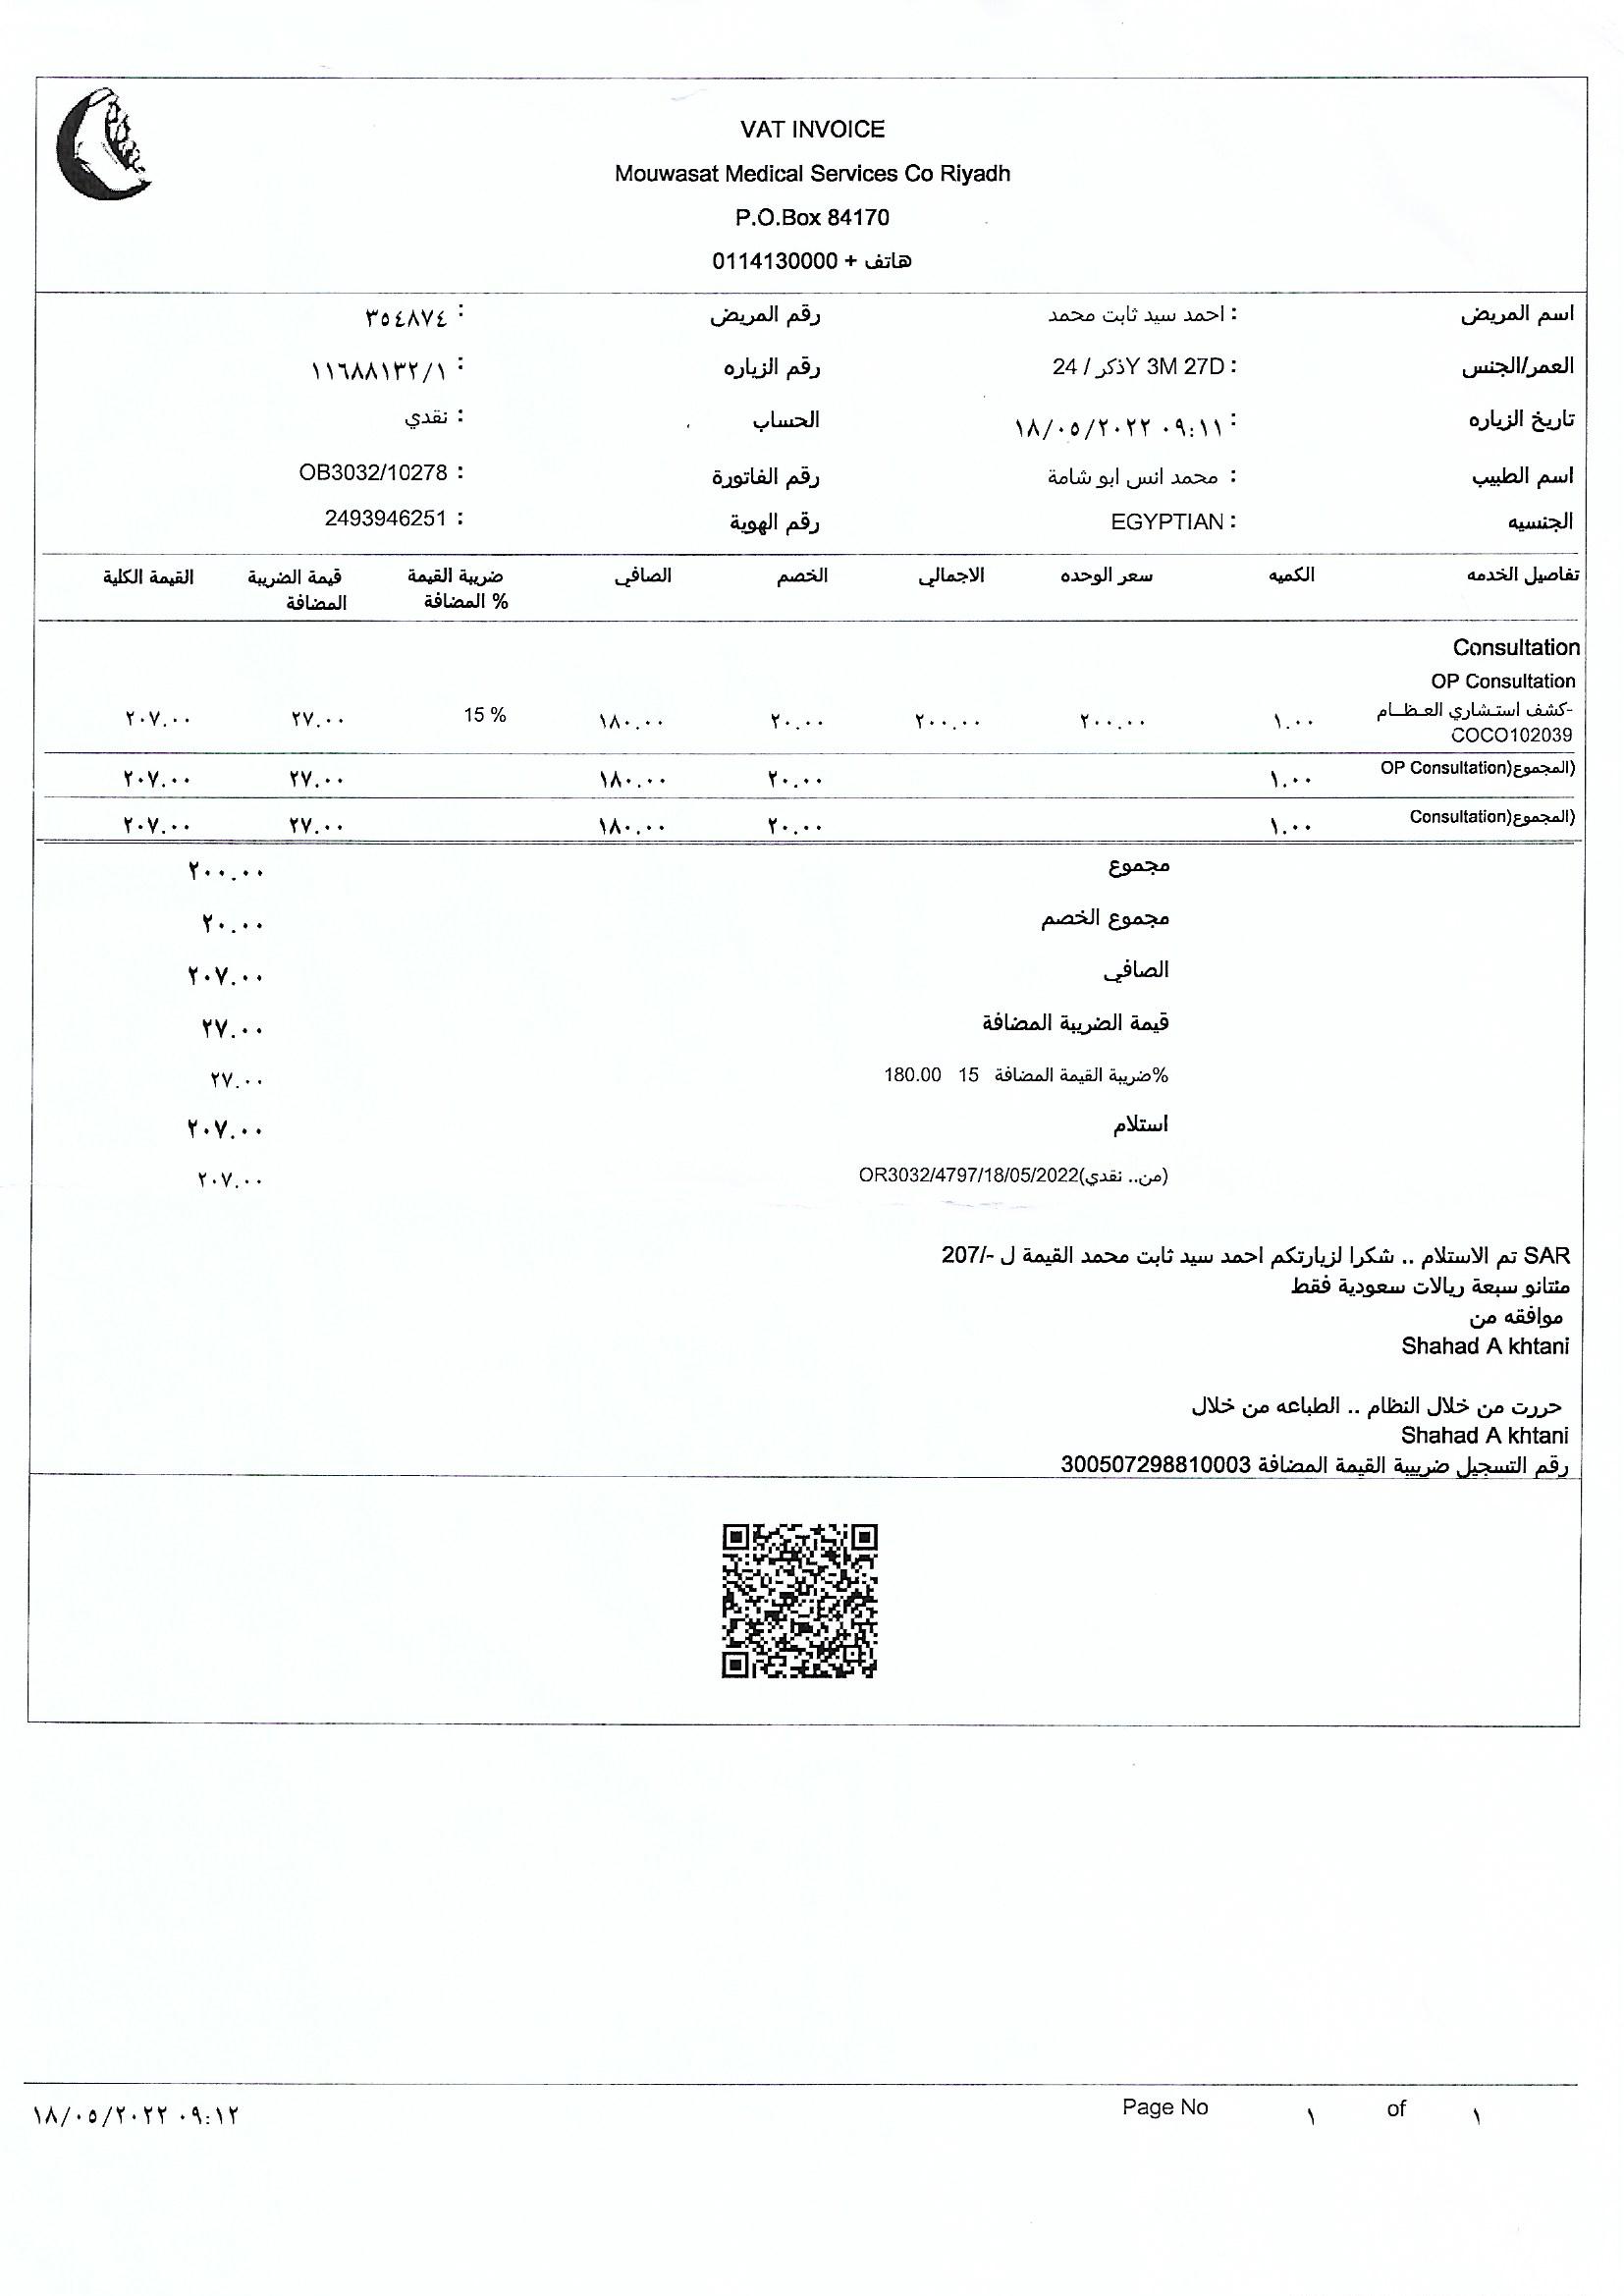 VAT INVOICE
Mouwasat Medical Services Co Riyadh
P.O.Box 84170
هاتف + 0114130000
اسم المريض : احمد سيد ثابت محمد رقم المريض : ٣٥٤٨٧٤
العمر/الجنس : 24 / ذكرY 3M 27D رقم الزياره : ١١٦٨٨١٣٢/١
تاريخ الزياره : ١٨/٠٥/٢٠٢٢ ٠٩:١١ الحساب : نقدي
اسم الطبيب : محمد انس ابو شامة رقم الفاتورة : OB3032/10278
الجنسيه : EGYPTIAN رقم الهوية : 2493946251
تفاصيل الخدمه الكميه سعر الوحده الاجمالي الخصم الصافي ضريبة القيمة قيمة الضريبة القيمة الكلية
% المضافة المضافة
Consultation
OP Consultation
كشف استشاري العظام- ١.٠٠ ٢٠٠.٠٠ ٢٠٠.٠٠ ٢٠.٠٠ ١٨٠.٠٠ 15 % ٢٧.٠٠ ٢٠٧.٠٠
COCO102039
(المجموع)OP Consultation ١.٠٠ ٢٠.٠٠ ١٨٠.٠٠ ٢٧.٠٠ ٢٠٧.٠٠
(المجموع)Consultation ١.٠٠ ٢٠.٠٠ ١٨٠.٠٠ ٢٧.٠٠ ٢٠٧.٠٠
مجموع ٢٠٠.٠٠
مجموع الخصم ٢٠.٠٠
الصافي ٢٠٧.٠٠
قيمة الضريبة المضافة ٢٧.٠٠
%ضريبة القيمة المضافة 15 180.00 ٢٧.٠٠
استلام ٢٠٧.٠٠
(من.. نقدي)OR3032/4797/18/05/2022 ٢٠٧.٠٠
SAR تم الاستلام .. شكرا لزيارتكم احمد سيد ثابت محمد القيمة ل -/207
مئتانو سبعة ريالات سعودية فقط
موافقه من
Shahad A khtani
حررت من خلال النظام .. الطباعه من خلال
Shahad A khtani
رقم التسجيل ضريبية القيمة المضافة 300507298810003
١٨/٠٥/٢٠٢٢ ٠٩:١٢ Page No ١ of ١